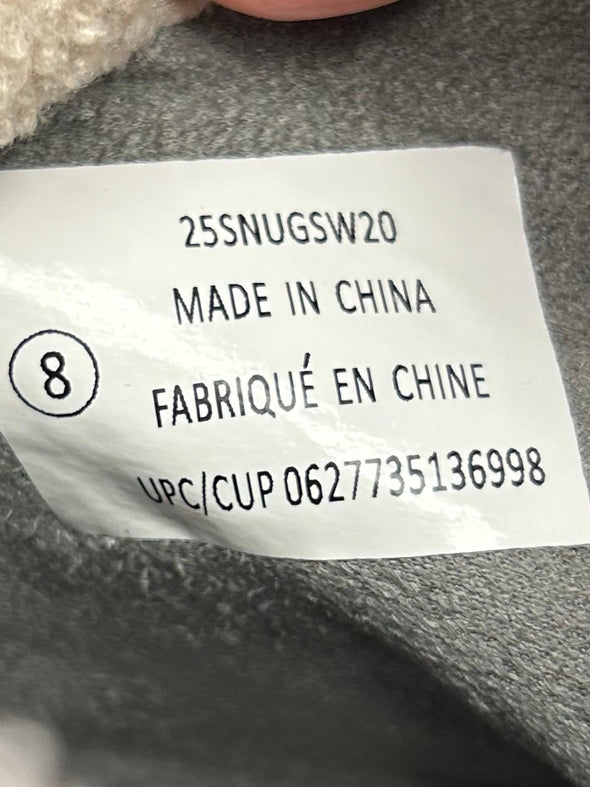 25SNUGSW20
MADE IN CHINA
8
FABRIQUÉ EN CHINE
UPC/CUP 0627735136998